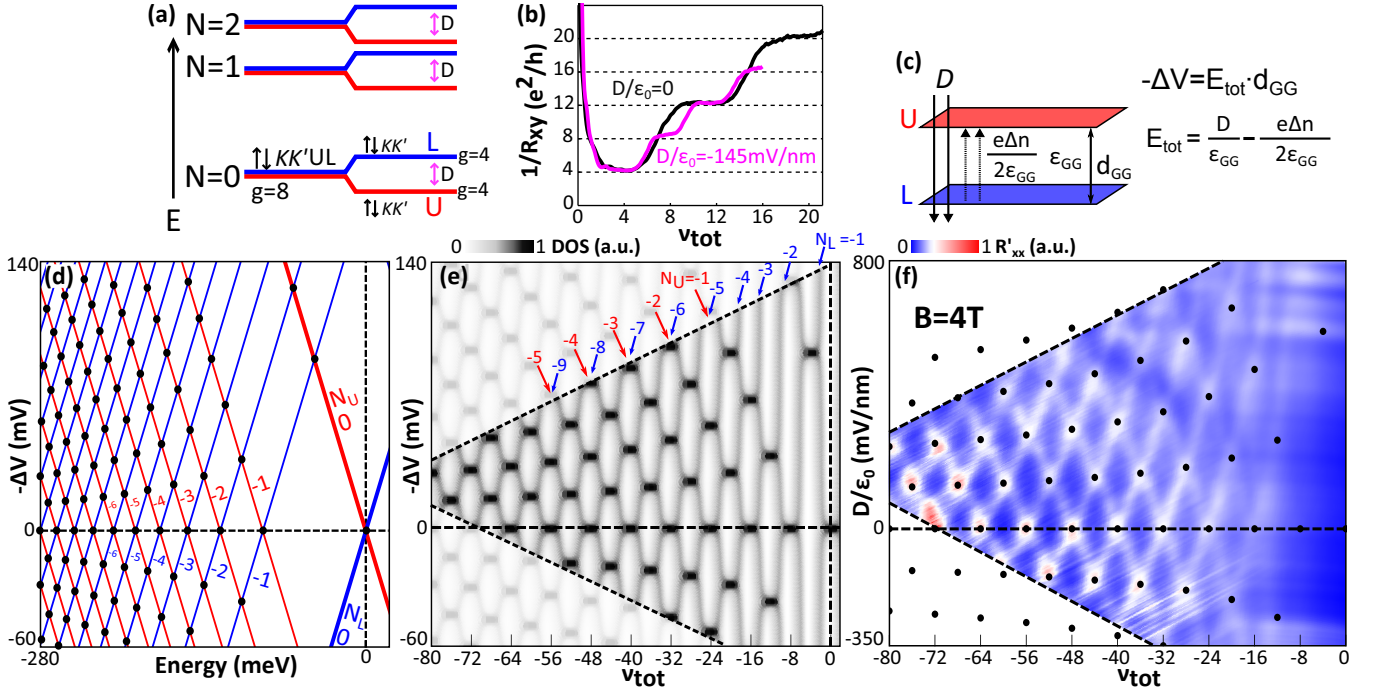 (a)
N=2
D
N=1
D
↑↓ KK′
L
↑↓ KK′UL
g=4
N=0
D
g=8
g=4
E
↑↓ KK′
U
(b)
1/Rxy (e²/h)
20
16
12
8
4
0
D/ε₀=0
D/ε₀=-145mV/nm
0 4 8 12 16 20
νtot
(c)
D
-ΔV=Etot·dGG
U
eΔn
2εGG
εGG
dGG
L
Etot = D/εGG - eΔn/2εGG
(d)
140
-ΔV (mV)
0
-60
NU
0
-6 -5 -4 -3 -2 -1
-6 -5 -4 -3 -2 -1
NL
0
-280
Energy (meV)
0
0 1 DOS (a.u.)
(e)
140
-ΔV (mV)
0
-60
NL=-1
-2
-3
-4
NU=-1
-5
-2
-6
-3
-7
-4
-8
-5
-9
-80 -72 -64 -56 -48 -40 -32 -24 -16 -8 0
νtot
0 1 R'xx (a.u.)
(f)
800
B=4T
D/ε₀ (mV/nm)
0
-350
-80 -72 -64 -56 -48 -40 -32 -24 -16 -8 0
νtot